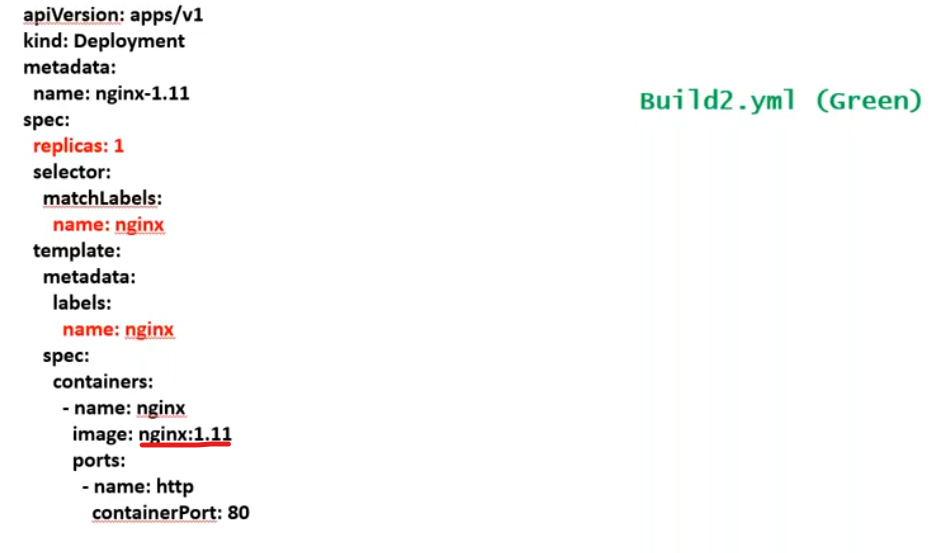 apiVersion: apps/v1
kind: Deployment
metadata:
  name: nginx-1.11
Build2.yml (Green)
spec:
  replicas: 1
  selector:
    matchLabels:
      name: nginx
  template:
    metadata:
      labels:
        name: nginx
    spec:
      containers:
       - name: nginx
         image: nginx:1.11
         ports:
          - name: http
            containerPort: 80